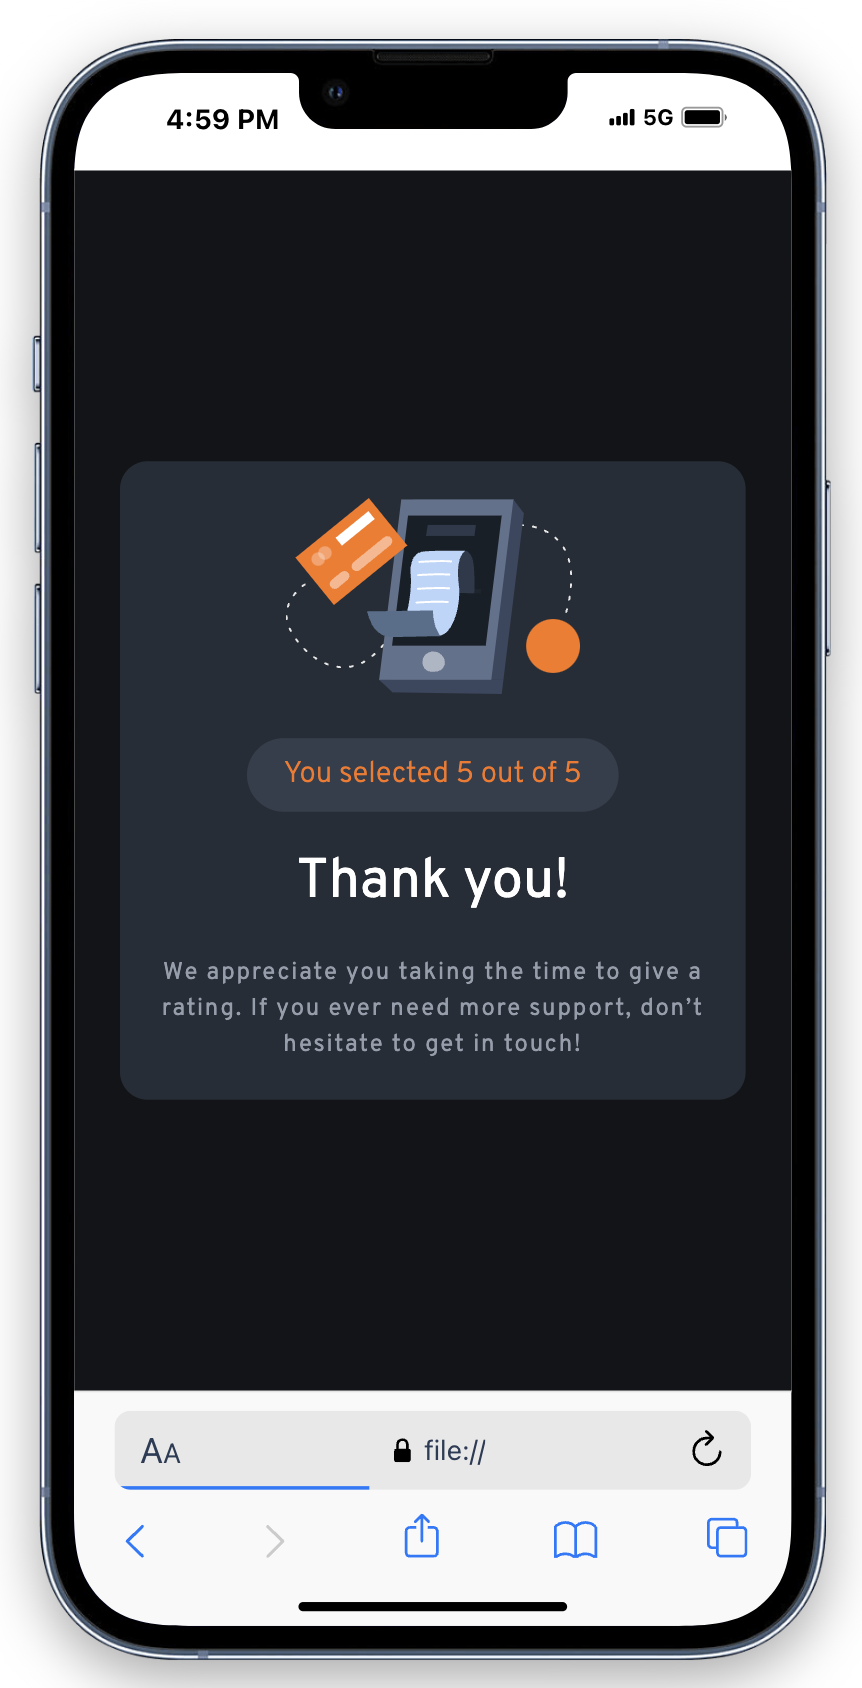 4:59 PM 5G
You selected 5 out of 5
Thank you!
We appreciate you taking the time to give a
rating. If you ever need more support, don’t
hesitate to get in touch!
AA file://